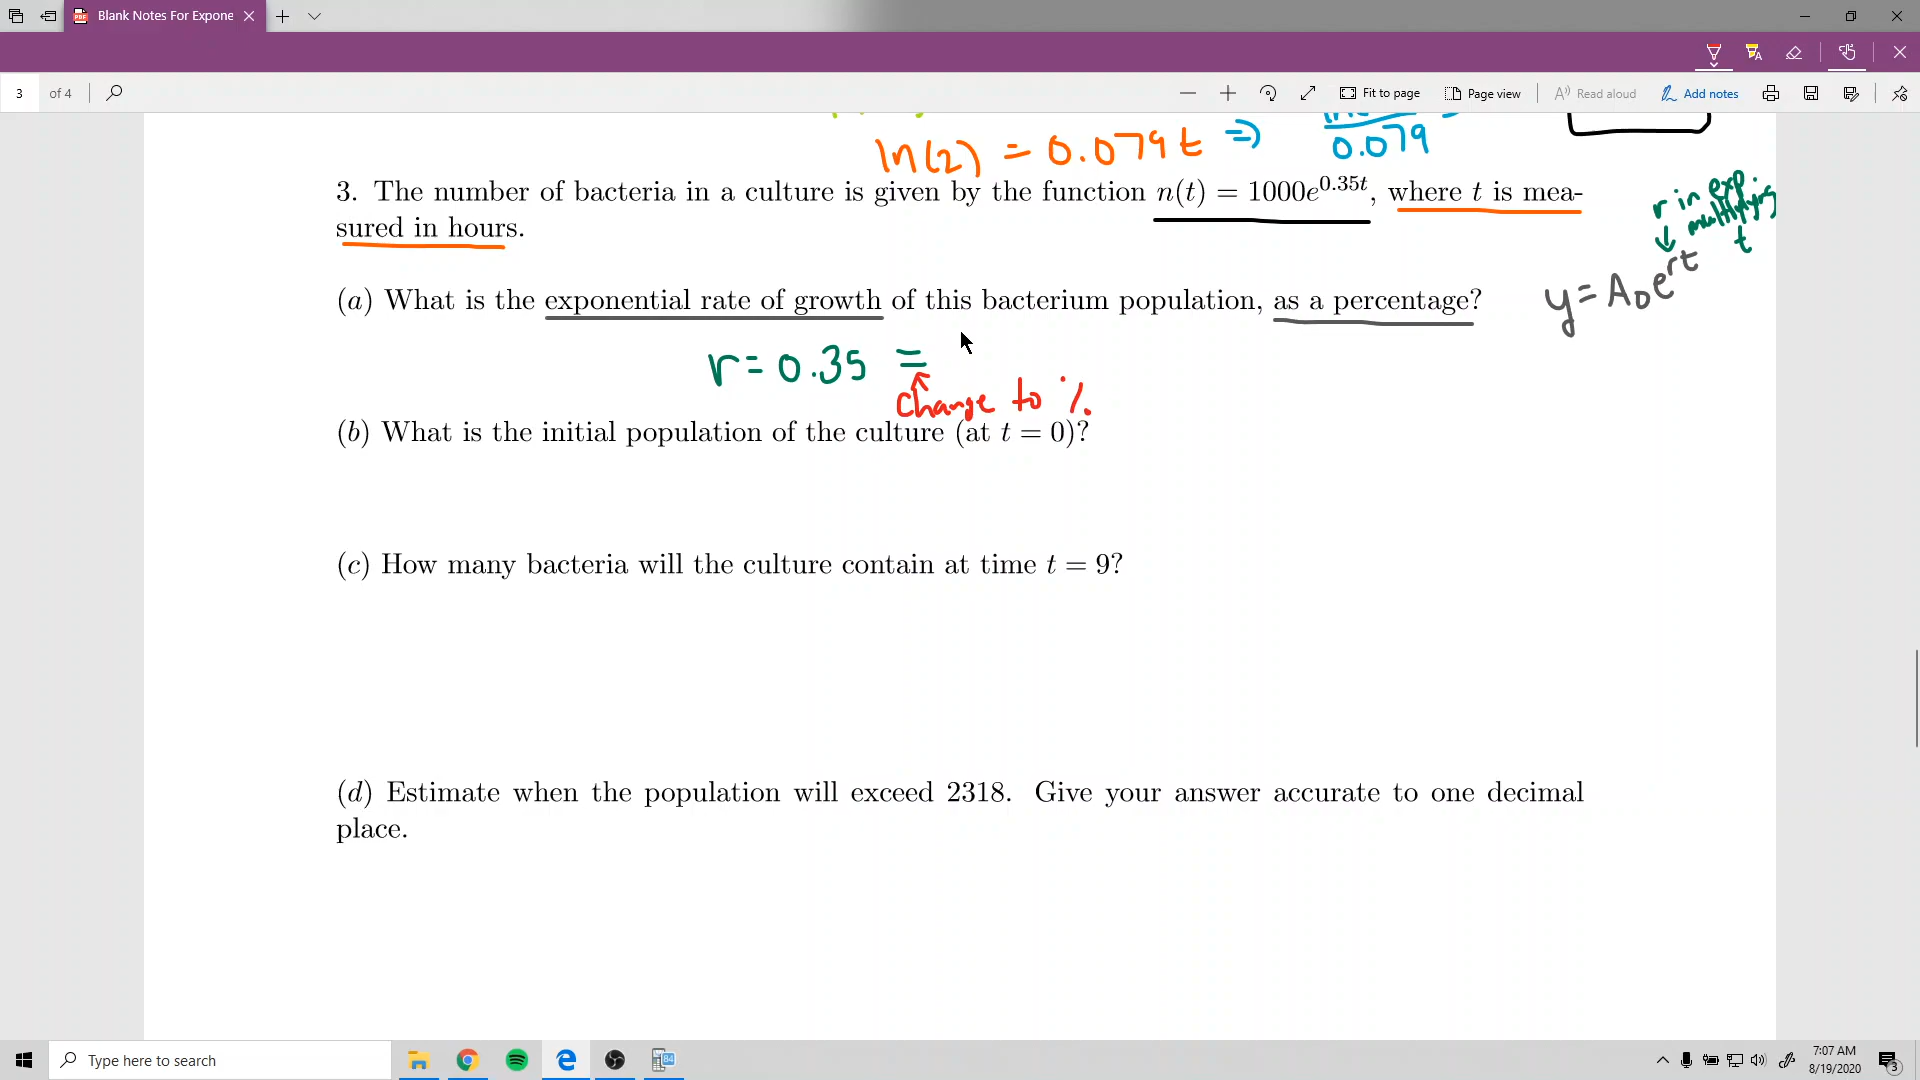 Blank Notes For Expone
3 of 4
Fit to page
Page view
Read aloud
Add notes
ln(2) = 0.079t ⇒
0.079
3. The number of bacteria in a culture is given by the function n(t) = 1000e^{0.35t}, where t is mea-
sured in hours.
r in exp.
multiplying
t
(a) What is the exponential rate of growth of this bacterium population, as a percentage?
y = A₀e^{rt}
r = 0.35 =
Change to %
(b) What is the initial population of the culture (at t = 0)?
(c) How many bacteria will the culture contain at time t = 9?
(d) Estimate when the population will exceed 2318. Give your answer accurate to one decimal
place.
Type here to search
84
7:07 AM
8/19/2020
3